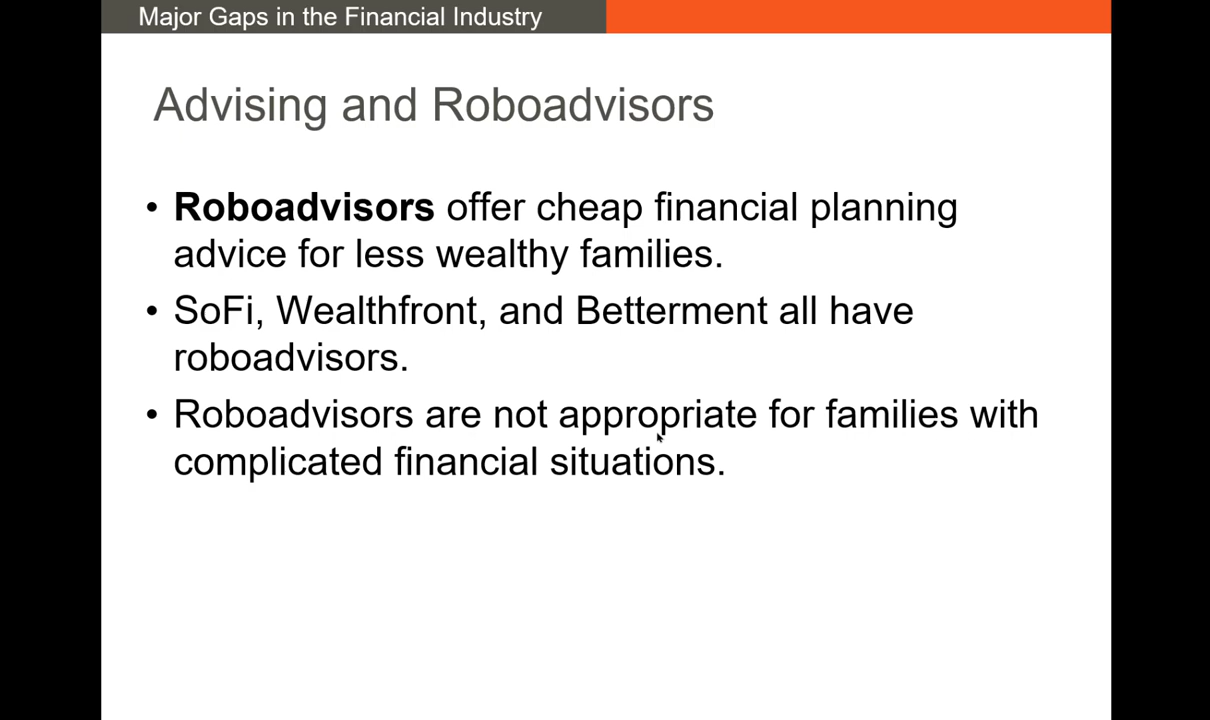 Major Gaps in the Financial Industry
Advising and Roboadvisors
• Roboadvisors offer cheap financial planning
advice for less wealthy families.
• SoFi, Wealthfront, and Betterment all have
roboadvisors.
• Roboadvisors are not appropriate for families with
complicated financial situations.